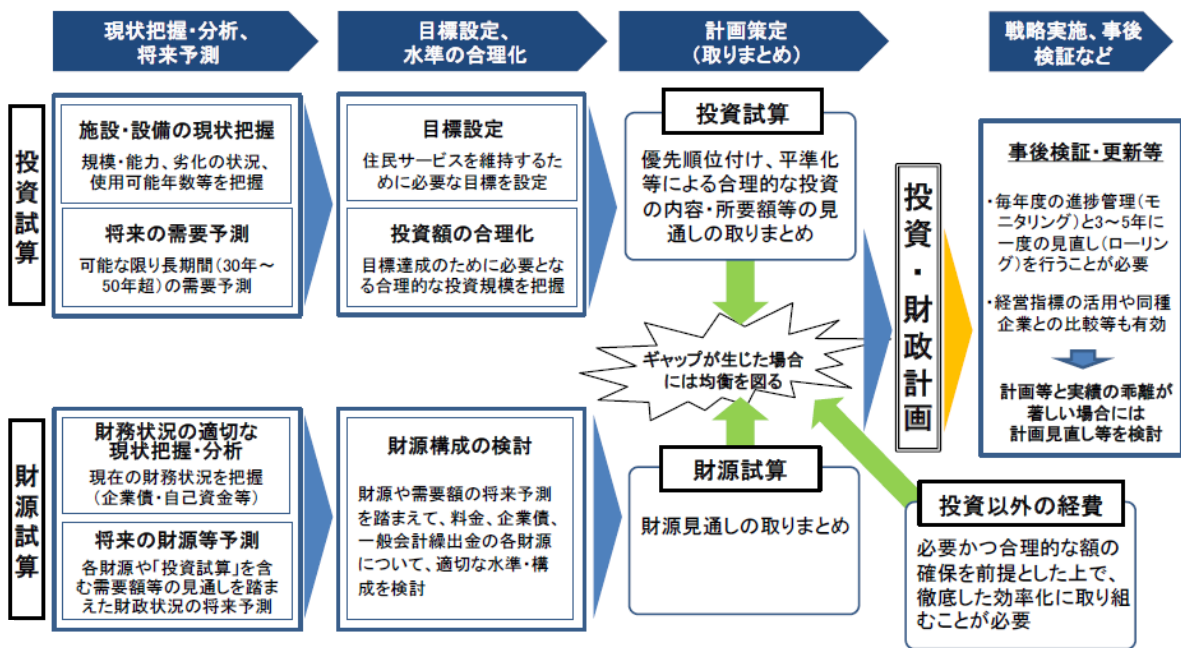 現状把握・分析、
将来予測
目標設定、
水準の合理化
計画策定
（取りまとめ）
戦略実施、事後
検証など
投資試算
施設・設備の現状把握
規模・能力、劣化の状況、
使用可能年数等を把握
将来の需要予測
可能な限り長期間（30年～
50年超）の需要予測
目標設定
住民サービスを維持するた
めに必要な目標を設定
投資額の合理化
目標達成のために必要とな
る合理的な投資規模を把握
投資試算
優先順位付け、平準化
等による合理的な投資
の内容・所要額等の見
通しの取りまとめ
ギャップが生じた場合
には均衡を図る
投資・財政計画
事後検証・更新等
・毎年度の進捗管理（モ
ニタリング）と3～5年に
一度の見直し（ローリン
グ）を行うことが必要
・経営指標の活用や同種
企業との比較等も有効
計画等と実績の乖離が
著しい場合には
計画見直し等を検討
財源試算
財務状況の適切な
現状把握・分析
現在の財務状況を把握
（企業債・自己資金等）
将来の財源等予測
各財源や「投資試算」を含
む需要額等の見通しを踏ま
えた財政状況の将来予測
財源構成の検討
財源や需要額の将来予測
を踏まえて、料金、企業債、
一般会計繰出金の各財源
について、適切な水準・構
成を検討
財源試算
財源見通しの取りまとめ
投資以外の経費
必要かつ合理的な額の
確保を前提とした上で、
徹底した効率化に取り組
むことが必要